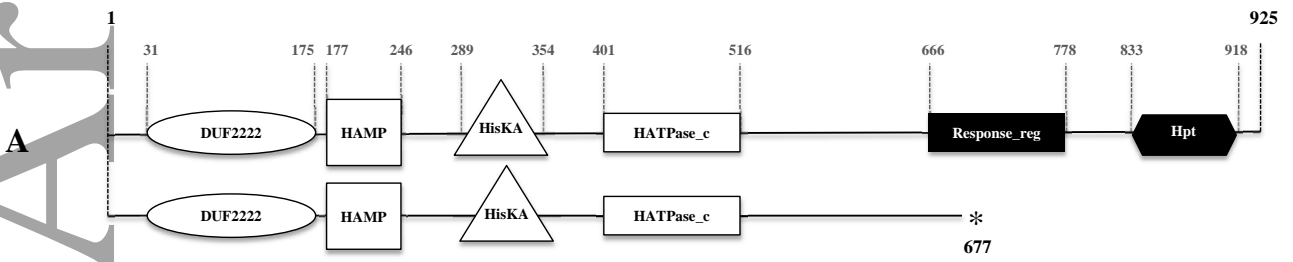 1 925
31 175 177 246 289 354 401 516 666 778 833 918
A DUF2222 HAMP HisKA HATPase_c Response_reg Hpt
DUF2222 HAMP HisKA HATPase_c *
677
Ar